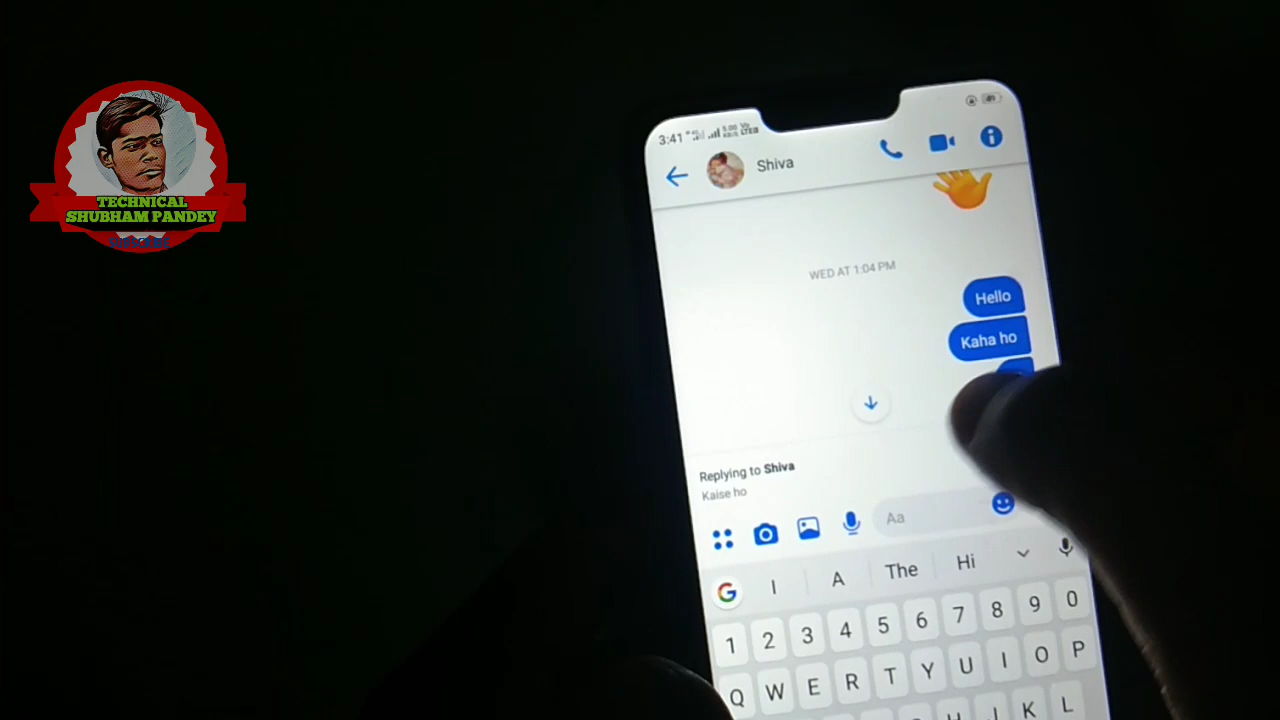 TECHNICAL
SHUBHAM PANDEY
SUBSCRIBE
3:41
Shiva
WED AT 1:04 PM
Hello
Kaha ho
Replying to Shiva
Kaise ho
Aa
I A The Hi
1 2 3 4 5 6 7 8 9 0
Q W E R T Y U I O P
J K L